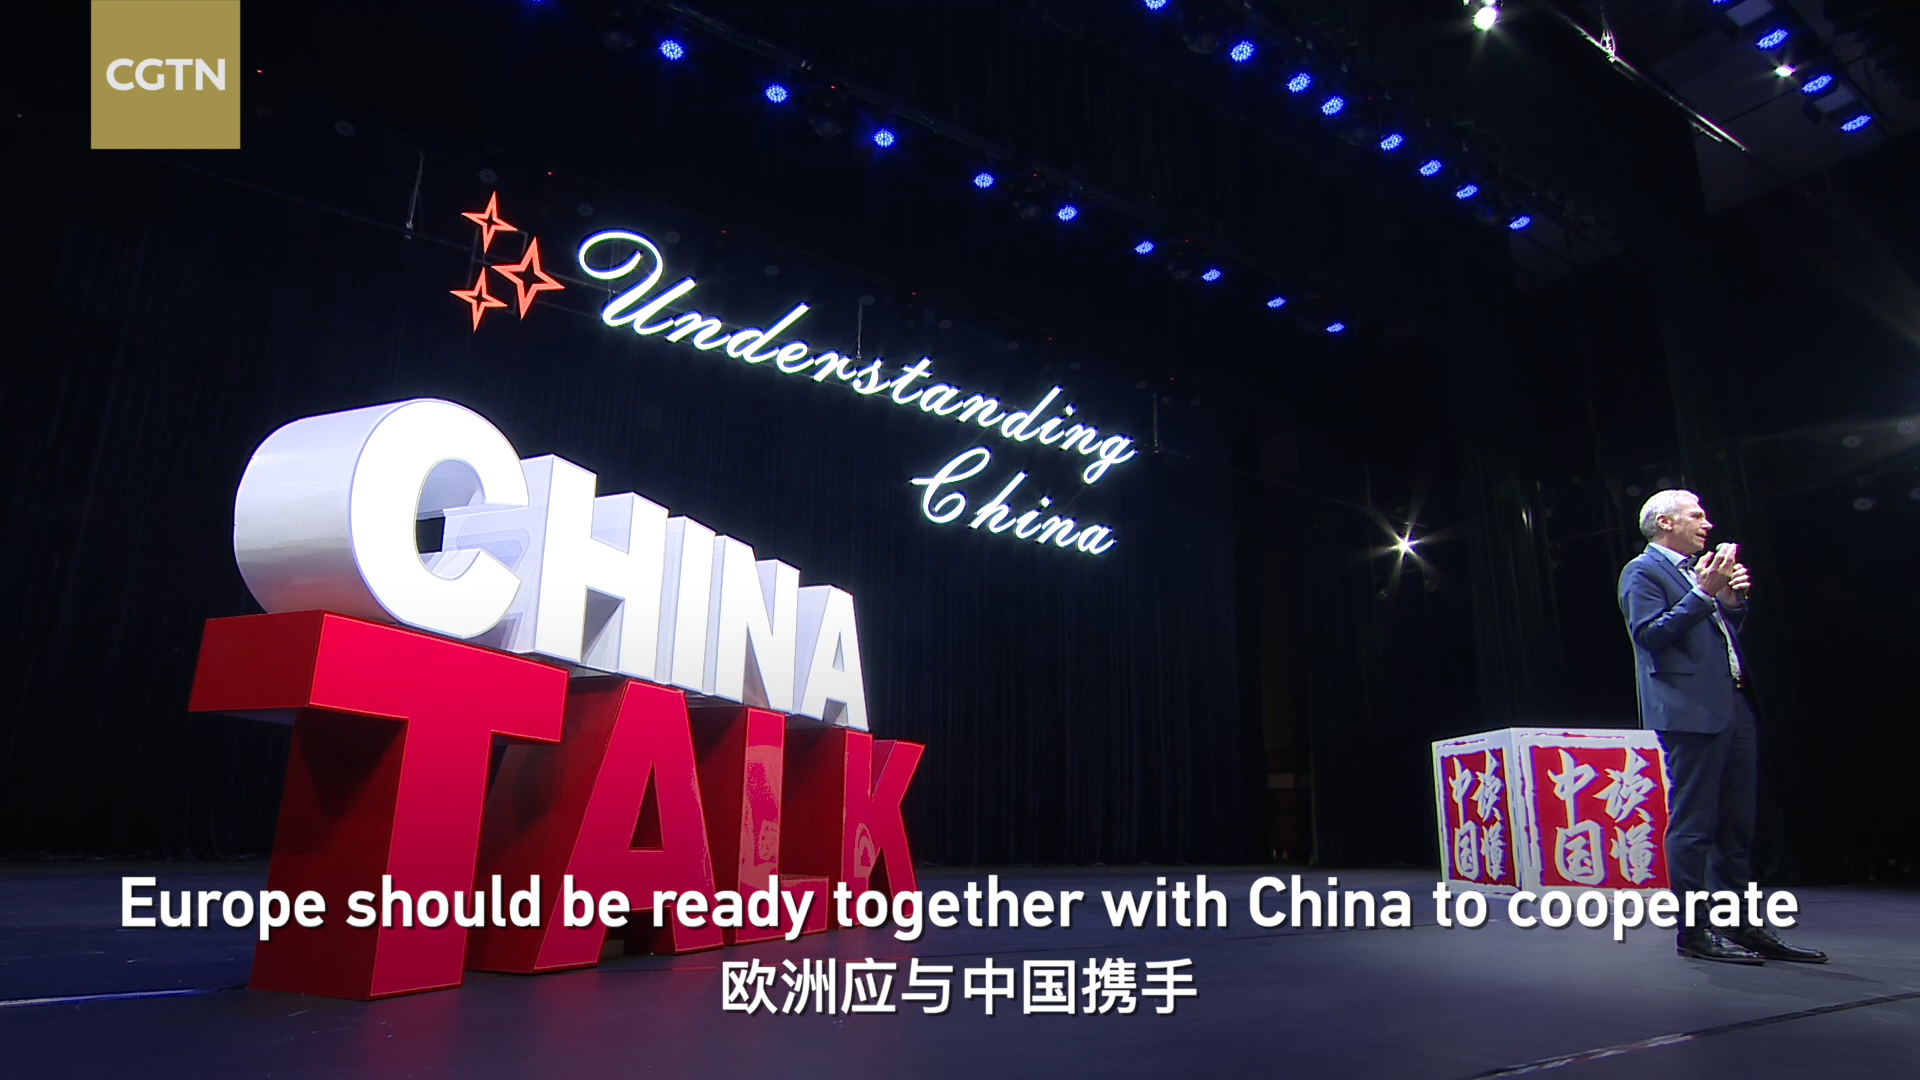 CGTN
Understanding
China
CHINA
TALK
读懂
中国
读懂
中国
Europe should be ready together with China to cooperate
欧洲应与中国携手